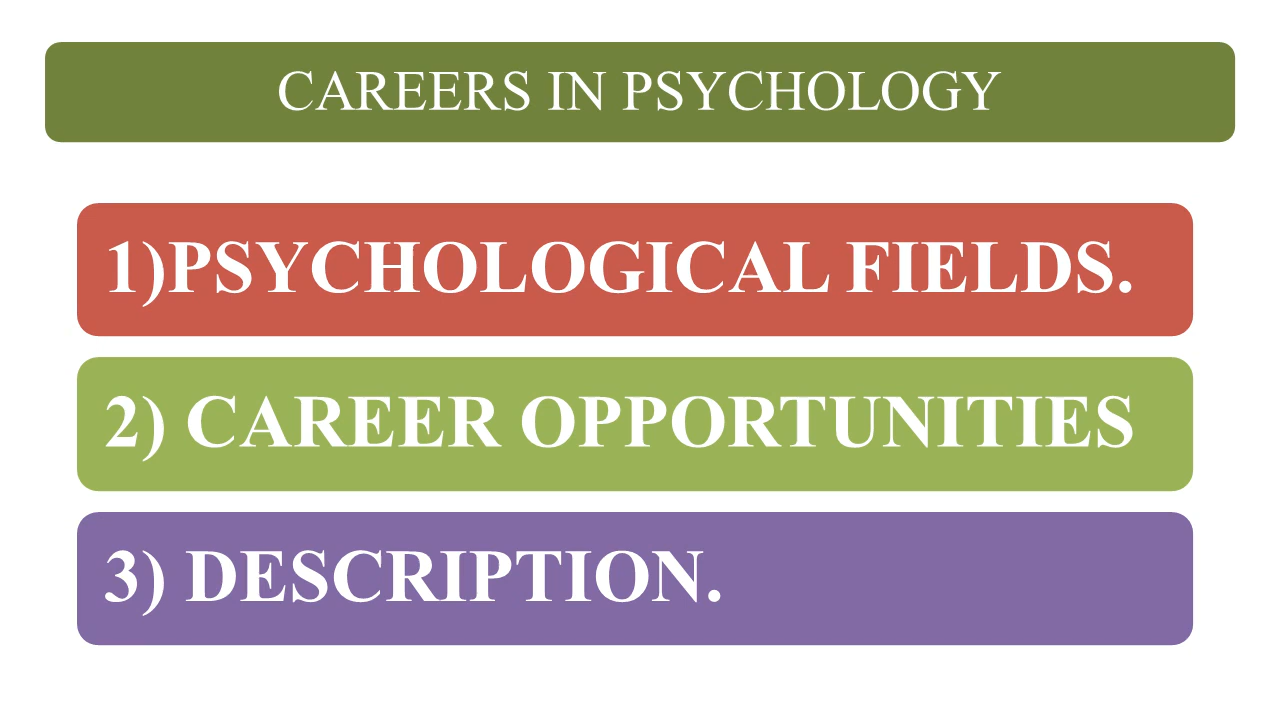 CAREERS IN PSYCHOLOGY
1)PSYCHOLOGICAL FIELDS.
2) CAREER OPPORTUNITIES
3) DESCRIPTION.